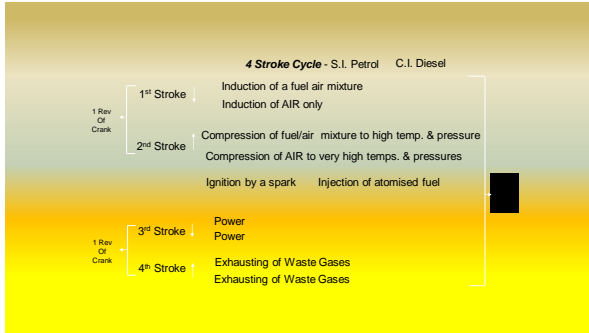 4 Stroke Cycle - S.I. Petrol C.I. Diesel
Induction of a fuel air mixture
1st Stroke
Induction of AIR only
1 Rev
Of
Crank
Compression of fuel/air mixture to high temp. & pressure
2nd Stroke
Compression of AIR to very high temps. & pressures
Ignition by a spark Injection of atomised fuel
Power
3rd Stroke
Power
1 Rev
Of
Crank
Exhausting of Waste Gases
4th Stroke
Exhausting of Waste Gases